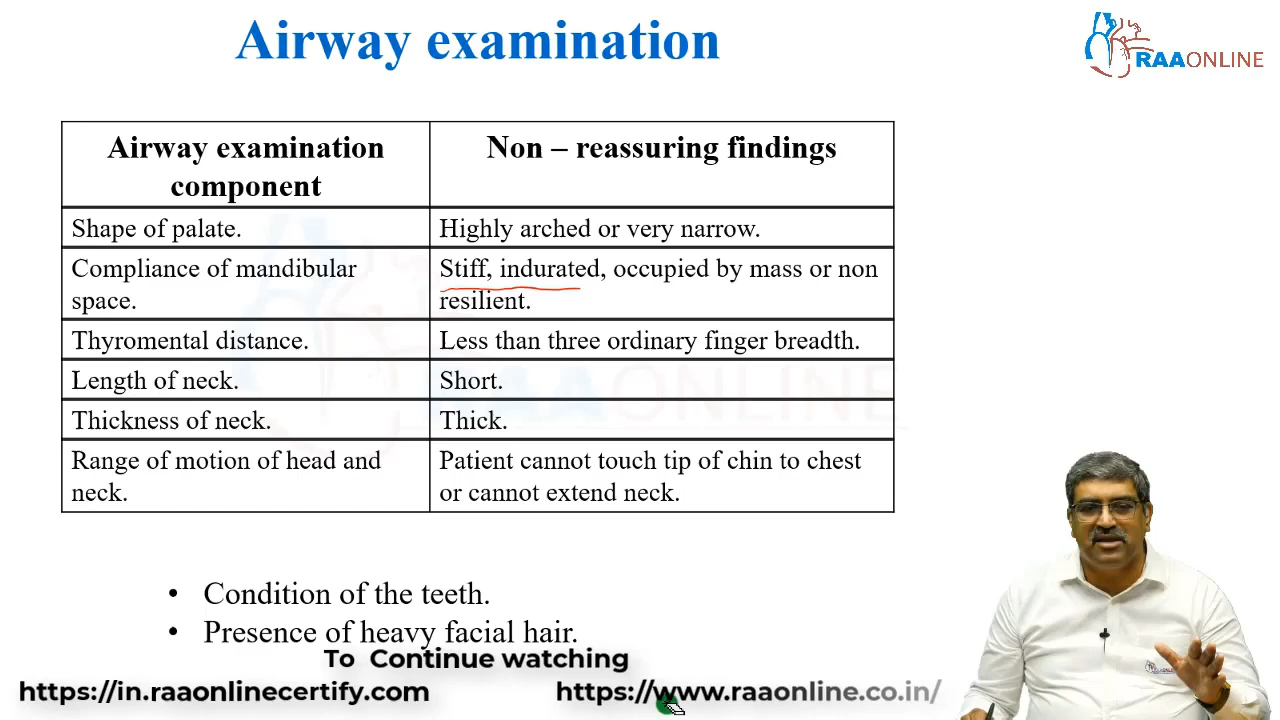 Airway examination
RAAONLINE
Airway examination
component
Non – reassuring findings
Shape of palate.
Highly arched or very narrow.
Compliance of mandibular
space.
Stiff, indurated, occupied by mass or non
resilient.
Thyromental distance.
Less than three ordinary finger breadth.
Length of neck.
Short.
Thickness of neck.
Thick.
Range of motion of head and
neck.
Patient cannot touch tip of chin to chest
or cannot extend neck.
RAAONLINE
• Condition of the teeth.
• Presence of heavy facial hair.
To Continue watching
https://in.raaonlinecertify.com
https://www.raaonline.co.in/